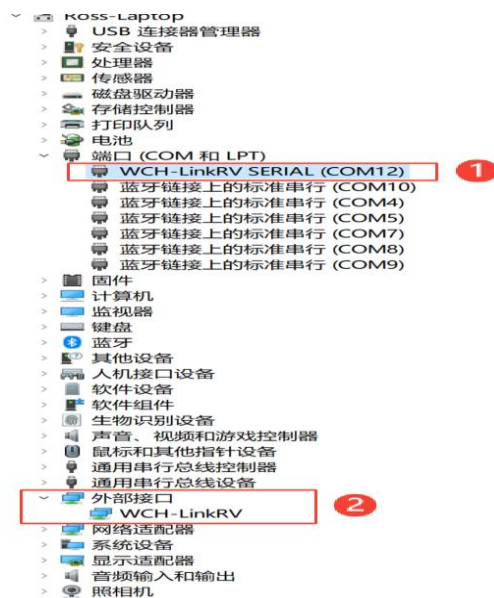 Ross-Laptop
USB 连接器管理器
安全设备
处理器
传感器
磁盘驱动器
存储控制器
打印队列
电池
端口 (COM 和 LPT)
WCH-LinkRV SERIAL (COM12)
1
蓝牙链接上的标准串行 (COM10)
蓝牙链接上的标准串行 (COM4)
蓝牙链接上的标准串行 (COM5)
蓝牙链接上的标准串行 (COM7)
蓝牙链接上的标准串行 (COM8)
蓝牙链接上的标准串行 (COM9)
固件
计算机
监视器
键盘
蓝牙
其他设备
人机接口设备
软件设备
软件组件
生物识别设备
声音、视频和游戏控制器
鼠标和其他指针设备
通用串行总线控制器
通用串行总线设备
外部接口
2
WCH-LinkRV
网络适配器
系统设备
显示适配器
音频输入和输出
照相机